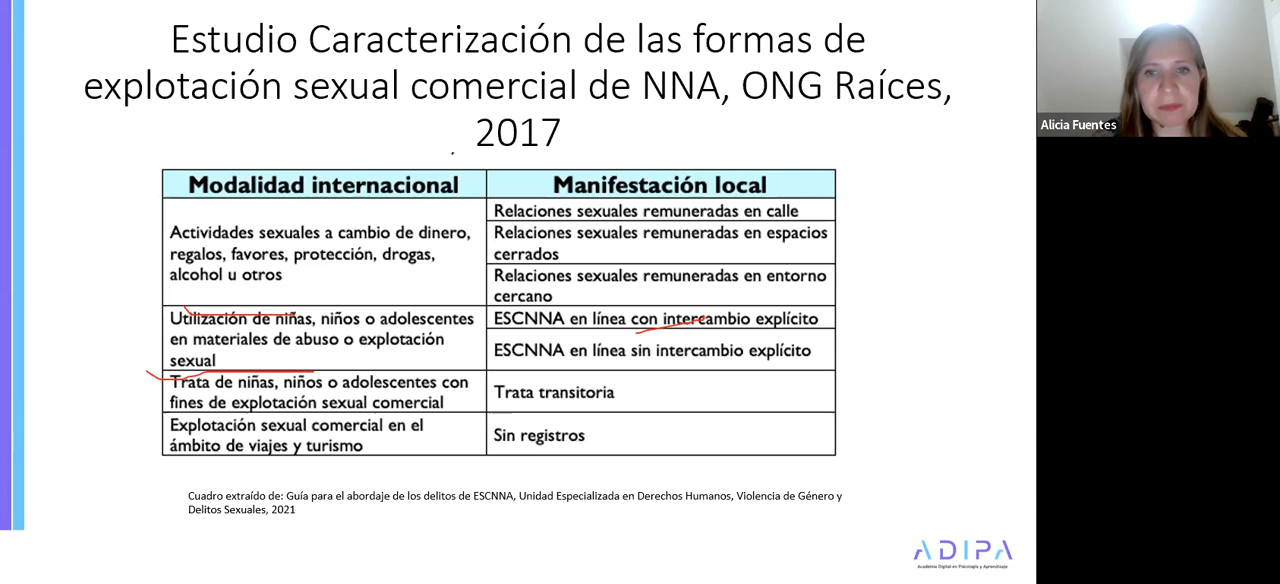 Estudio Caracterización de las formas de
explotación sexual comercial de NNA, ONG Raíces,
2017
Alicia Fuentes
Modalidad internacional
Manifestación local
Actividades sexuales a cambio de dinero,
regalos, favores, protección, drogas,
alcohol u otros
Relaciones sexuales remuneradas en calle
Relaciones sexuales remuneradas en espacios
cerrados
Relaciones sexuales remuneradas en entorno
cercano
Utilización de niñas, niños o adolescentes
en materiales de abuso o explotación
sexual
ESCNNA en línea con intercambio explícito
ESCNNA en línea sin intercambio explícito
Trata de niñas, niños o adolescentes con
fines de explotación sexual comercial
Trata transitoria
Explotación sexual comercial en el
ámbito de viajes y turismo
Sin registros
Cuadro extraído de: Guía para el abordaje de los delitos de ESCNNA, Unidad Especializada en Derechos Humanos, Violencia de Género y
Delitos Sexuales, 2021
ADIPA
Academia Digital en Psicología y Aprendizaje